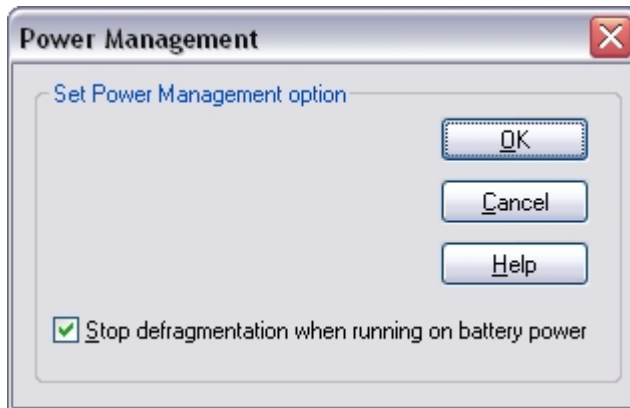 Power Management
Set Power Management option
OK
Cancel
Help
Stop defragmentation when running on battery power